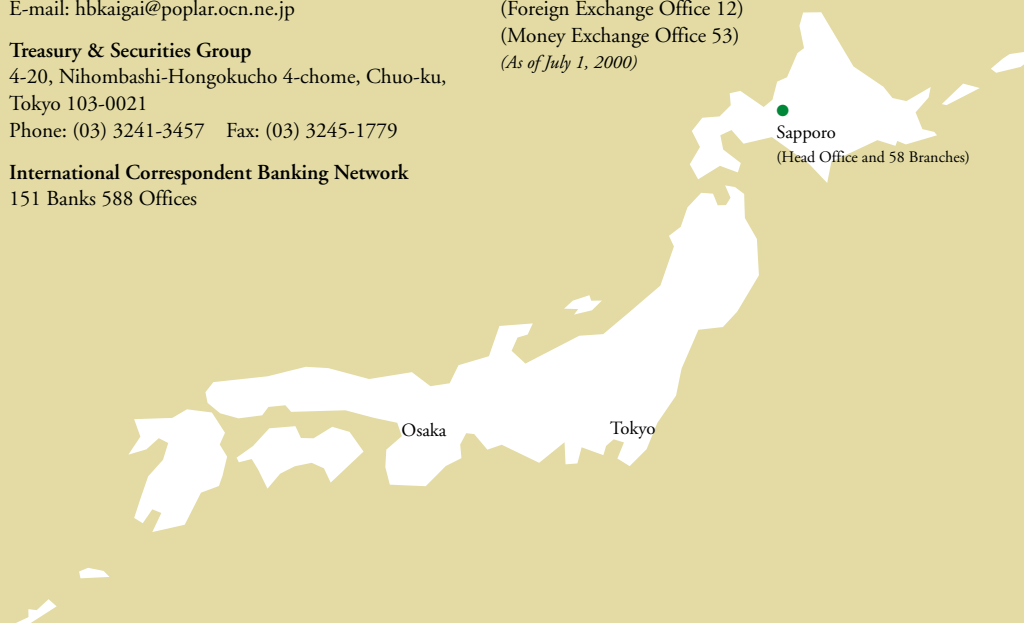 E-mail: hbkaigai@poplar.ocn.ne.jp
Treasury & Securities Group
4-20, Nihombashi-Hongokucho 4-chome, Chuo-ku,
Tokyo 103-0021
Phone: (03) 3241-3457 Fax: (03) 3245-1779
International Correspondent Banking Network
151 Banks 588 Offices
(Foreign Exchange Office 12)
(Money Exchange Office 53)
(As of July 1, 2000)
Sapporo
(Head Office and 58 Branches)
Osaka
Tokyo